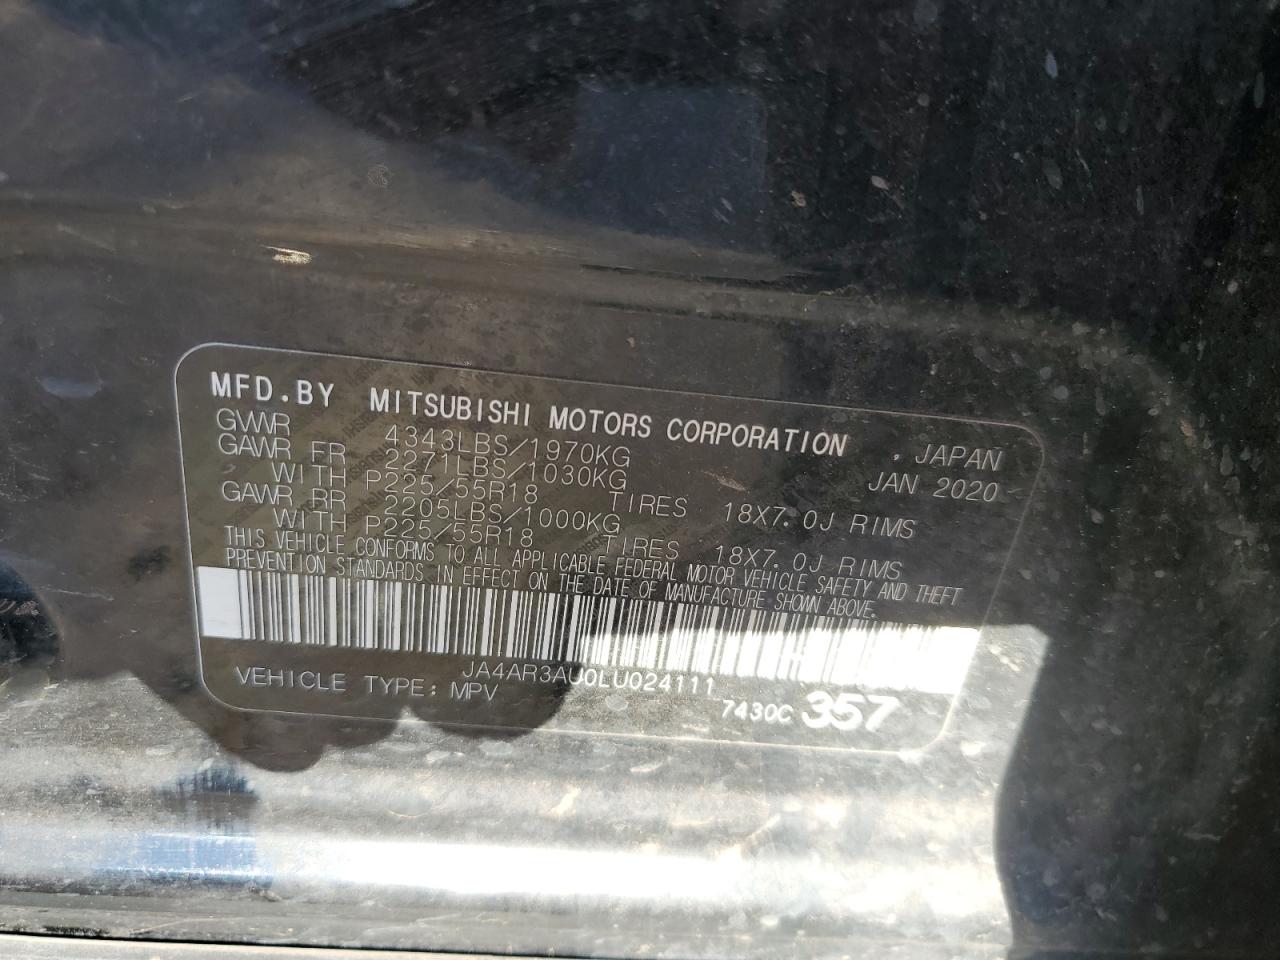 MFD.BY MITSUBISHI MOTORS CORPORATION , JAPAN
GVWR 4343LBS/1970KG JAN 2020
GAWR FR 2271LBS/1030KG
WITH P225/55R18 TIRES 18X7.0J RIMS
GAWR RR 2205LBS/1000KG
WITH P225/55R18 TIRES 18X7.0J RIMS
THIS VEHICLE CONFORMS TO ALL APPLICABLE FEDERAL MOTOR VEHICLE SAFETY AND THEFT
PREVENTION STANDARDS IN EFFECT ON THE DATE OF MANUFACTURE SHOWN ABOVE.
JA4AR3AU0LU024111
VEHICLE TYPE: MPV 7430C 357